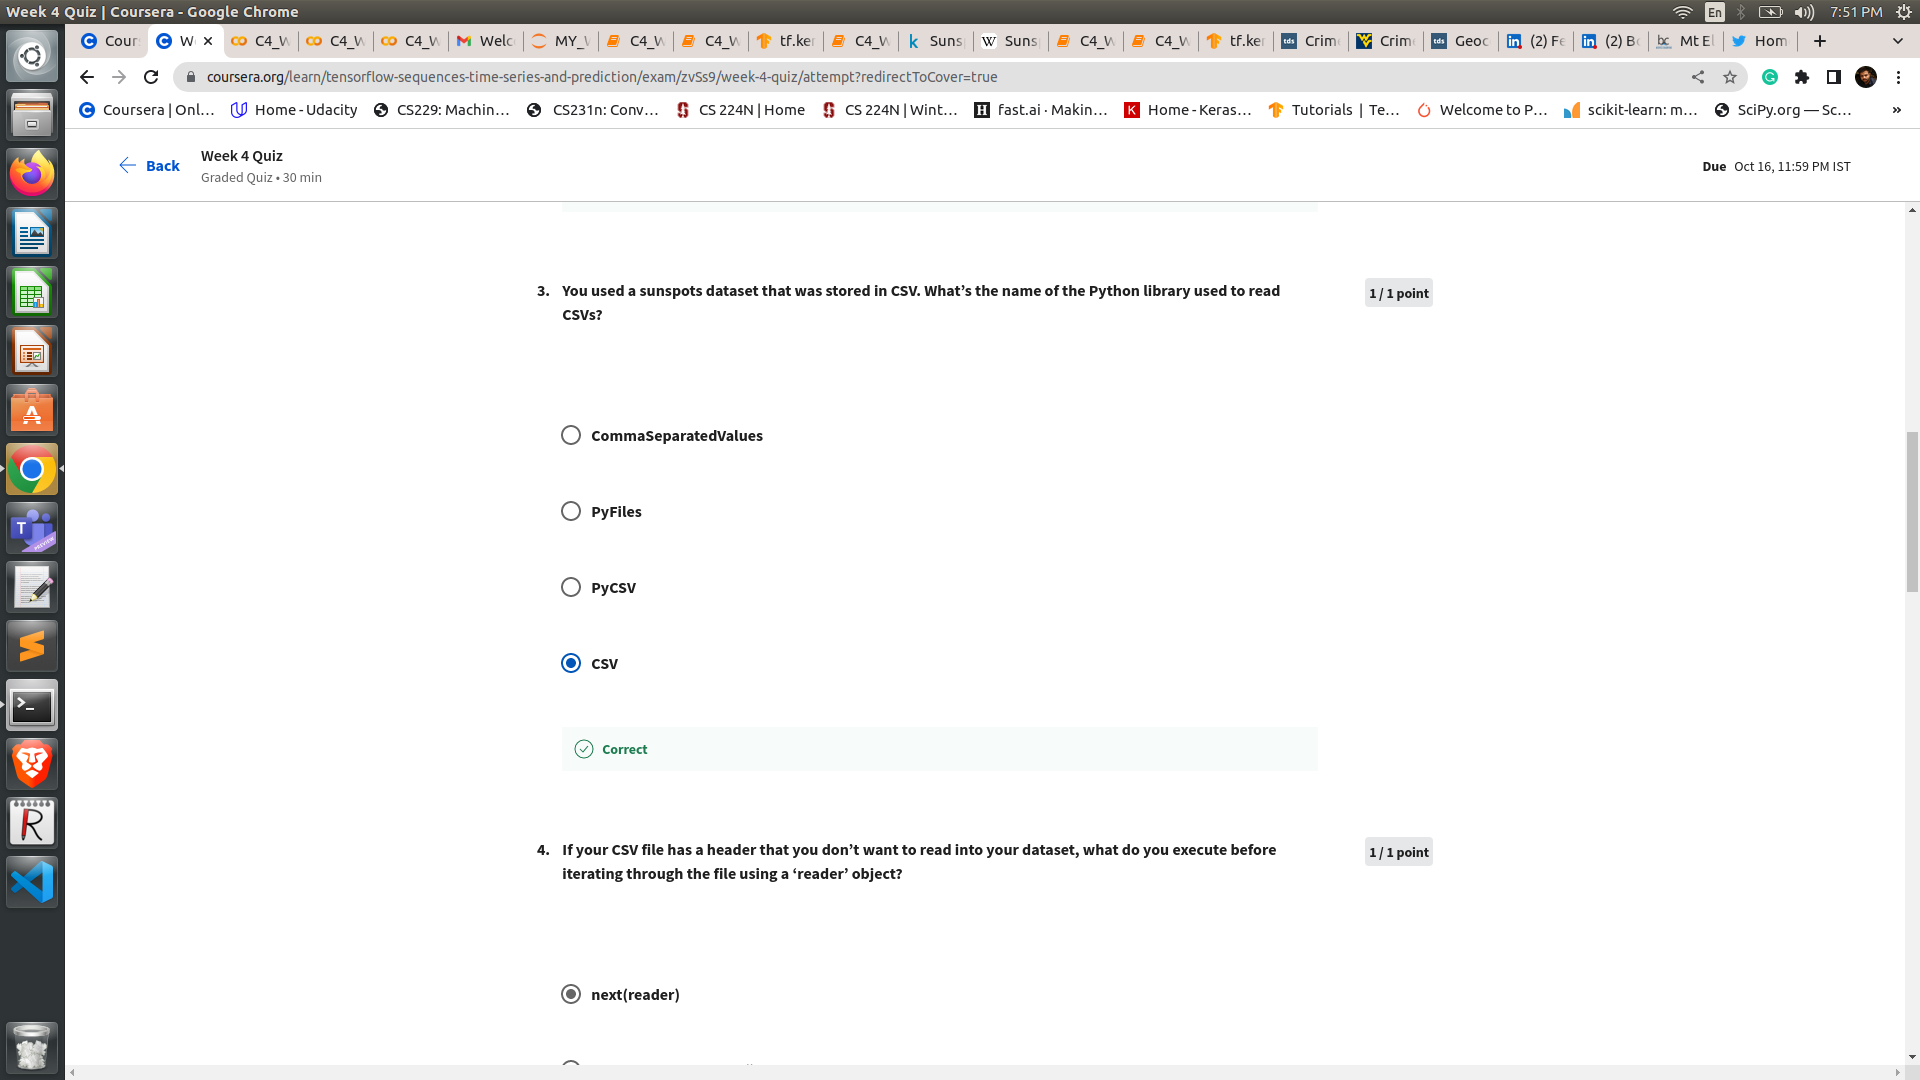 Week 4 Quiz | Coursera - Google Chrome
En
7:51 PM
Cour
W
C4_W
C4_W
C4_W
Welc
MY_
C4_W
C4_W
tf.ker
C4_W
Suns
Suns
C4_W
C4_W
tf.ker
Crim
Crim
Geoc
(2) Fe
(2) Bo
Mt El
Hom
coursera.org/learn/tensorflow-sequences-time-series-and-prediction/exam/zvSs9/week-4-quiz/attempt?redirectToCover=true
Coursera | Onl...
Home - Udacity
CS229: Machin...
CS231n: Conv...
CS 224N | Home
CS 224N | Wint...
fast.ai · Makin...
Home - Keras...
Tutorials | Te...
Welcome to P...
scikit-learn: m...
SciPy.org — Sc...
»
Back
Week 4 Quiz
Graded Quiz • 30 min
Due Oct 16, 11:59 PM IST
3. You used a sunspots dataset that was stored in CSV. What’s the name of the Python library used to read
CSVs?
1 / 1 point
CommaSeparatedValues
PyFiles
PyCSV
CSV
Correct
4. If your CSV file has a header that you don’t want to read into your dataset, what do you execute before
iterating through the file using a ‘reader’ object?
1 / 1 point
next(reader)